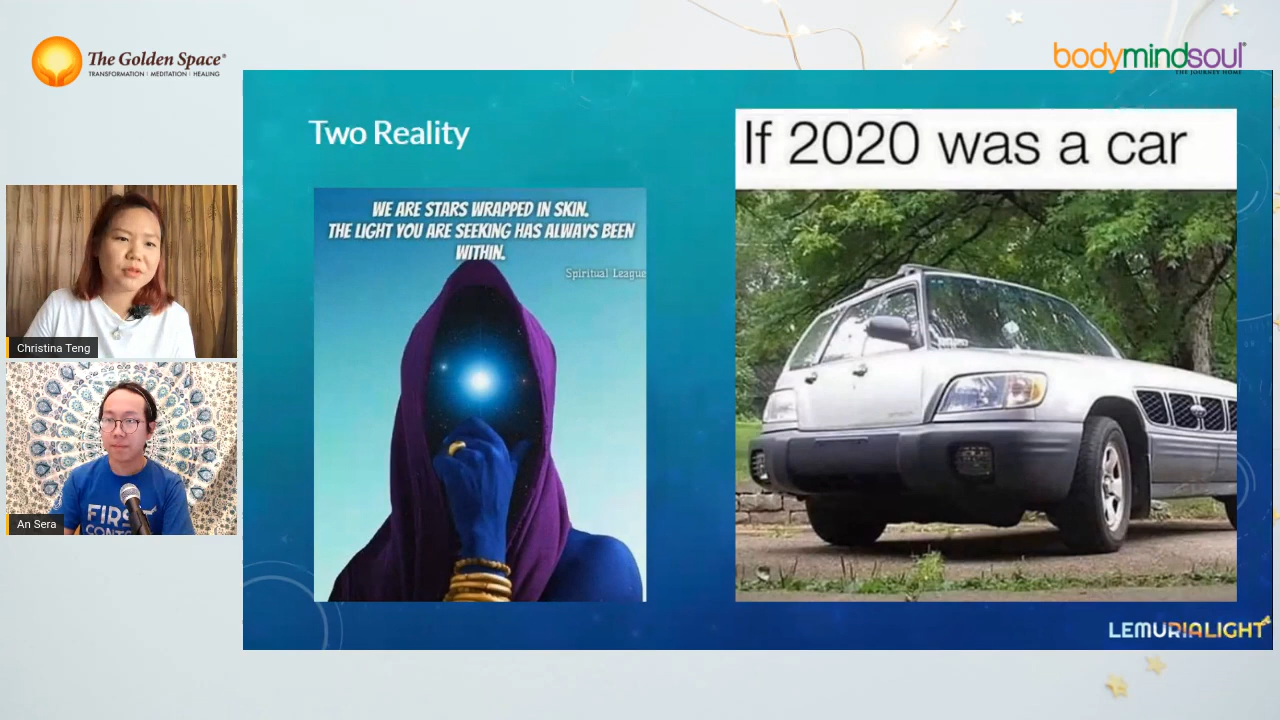 The Golden Space®
TRANSFORMATION | MEDITATION | HEALING
bodymindsoul®
THE JOURNEY HOME
Two Reality
WE ARE STARS WRAPPED IN SKIN.
THE LIGHT YOU ARE SEEKING HAS ALWAYS BEEN
WITHIN.
Spiritual League
If 2020 was a car
Christina Teng
FIRST
CONTACT
An Sera
LEMURIALIGHT